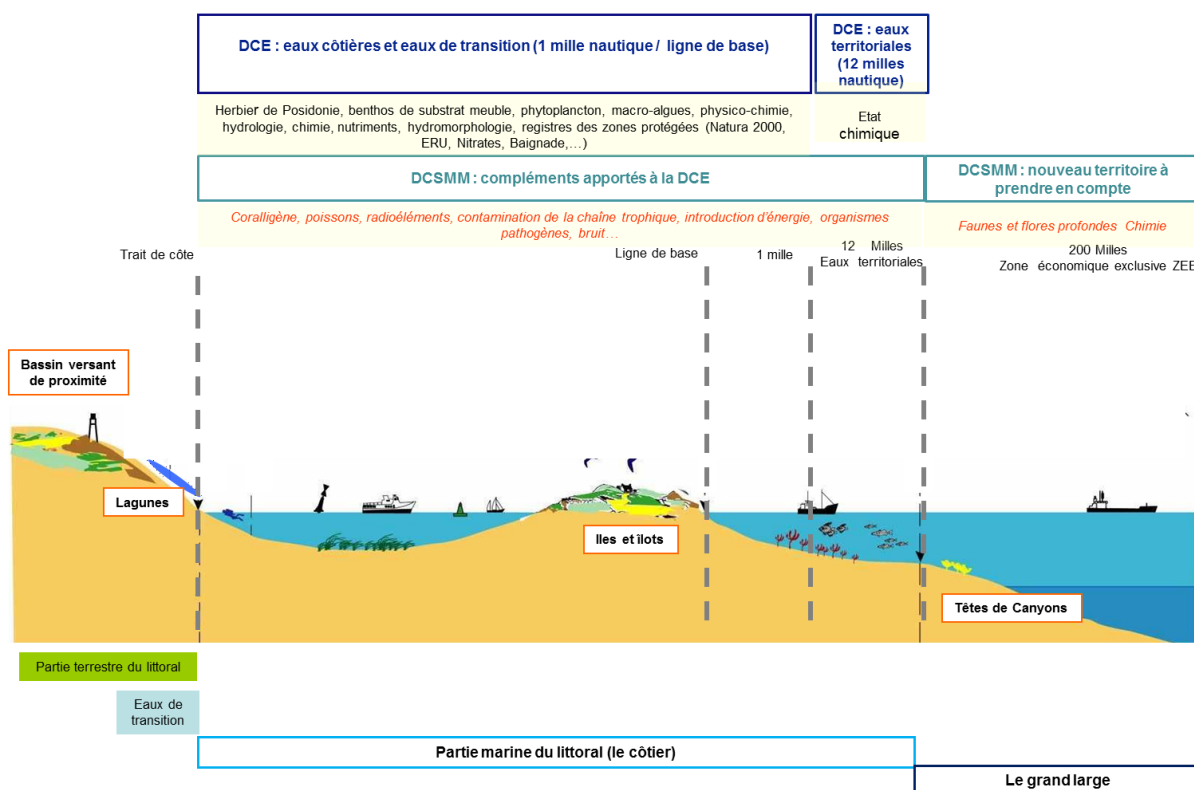 DCE : eaux côtières et eaux de transition (1 mille nautique / ligne de base)
DCE : eaux
territoriales
(12 milles
nautique)
Herbier de Posidonie, benthos de substrat meuble, phytoplancton, macro-algues, physico-chimie,
hydrologie, chimie, nutriments, hydromorphologie, registres des zones protégées (Natura 2000,
ERU, Nitrates, Baignade,…)
Etat
chimique
DCSMM : compléments apportés à la DCE
DCSMM : nouveau territoire à
prendre en compte
Coralligène, poissons, radioéléments, contamination de la chaîne trophique, introduction d'énergie, organismes
pathogènes, bruit…
Faunes et flores profondes Chimie
Trait de côte
Ligne de base
1 mille
12 Milles
Eaux territoriales
200 Milles
Zone économique exclusive ZEE
Bassin versant
de proximité
Lagunes
Iles et îlots
Têtes de Canyons
Partie terrestre du littoral
Eaux de
transition
Partie marine du littoral (le côtier)
Le grand large